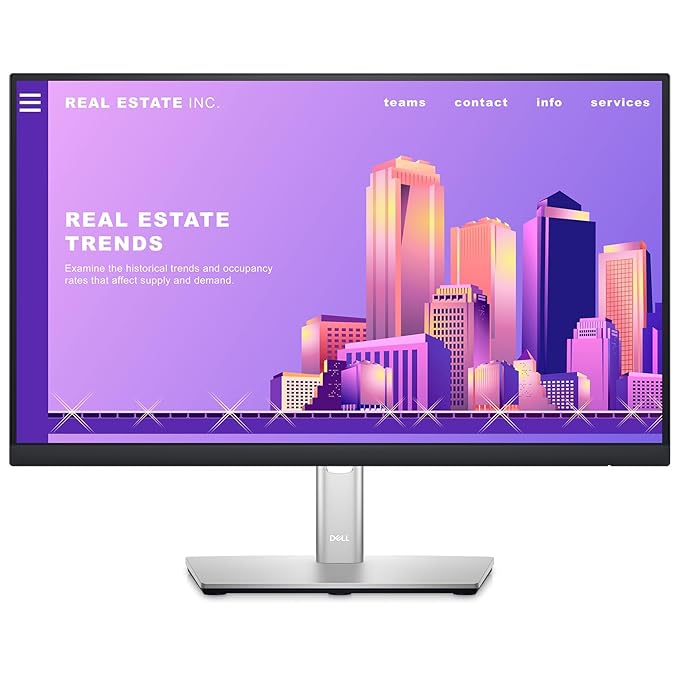 REAL ESTATE INC.
teams contact info services
REAL ESTATE
TRENDS
Examine the historical trends and occupancy
rates that affect supply and demand.
DELL